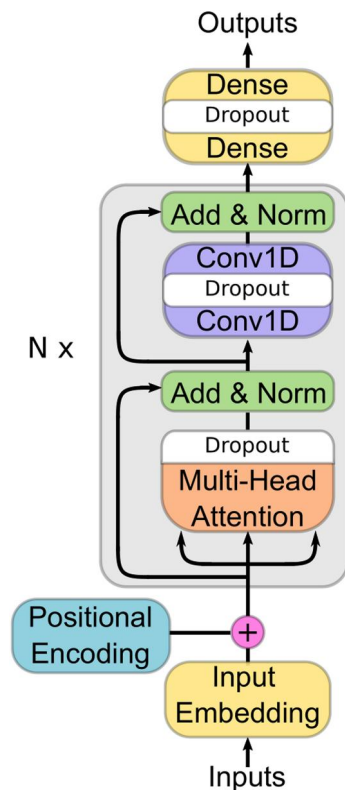 Outputs
Dense
Dropout
Dense
Add & Norm
Conv1D
Dropout
Conv1D
N x
Add & Norm
Dropout
Multi-Head
Attention
Positional
Encoding
+
Input
Embedding
Inputs